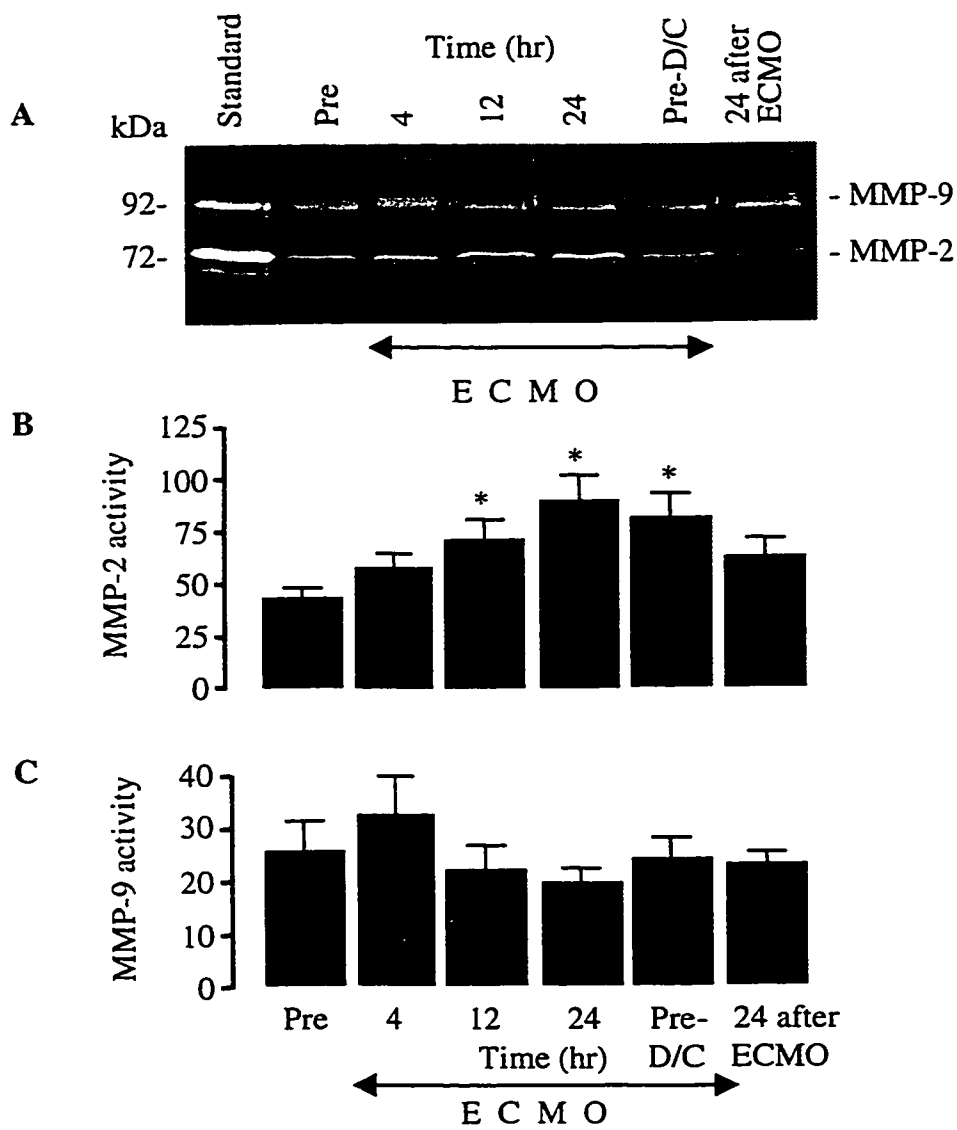 Time (hr)
Standard
Pre
4
12
24
Pre-D/C
24 after
ECMO
A
kDa
92-
- MMP-9
72-
- MMP-2
E C M O
B
MMP-2 activity
125
100
75
50
25
0
*
*
*
C
MMP-9 activity
40
30
20
10
0
Pre 4 12 24 Pre- 24 after
Time (hr) D/C ECMO
E C M O